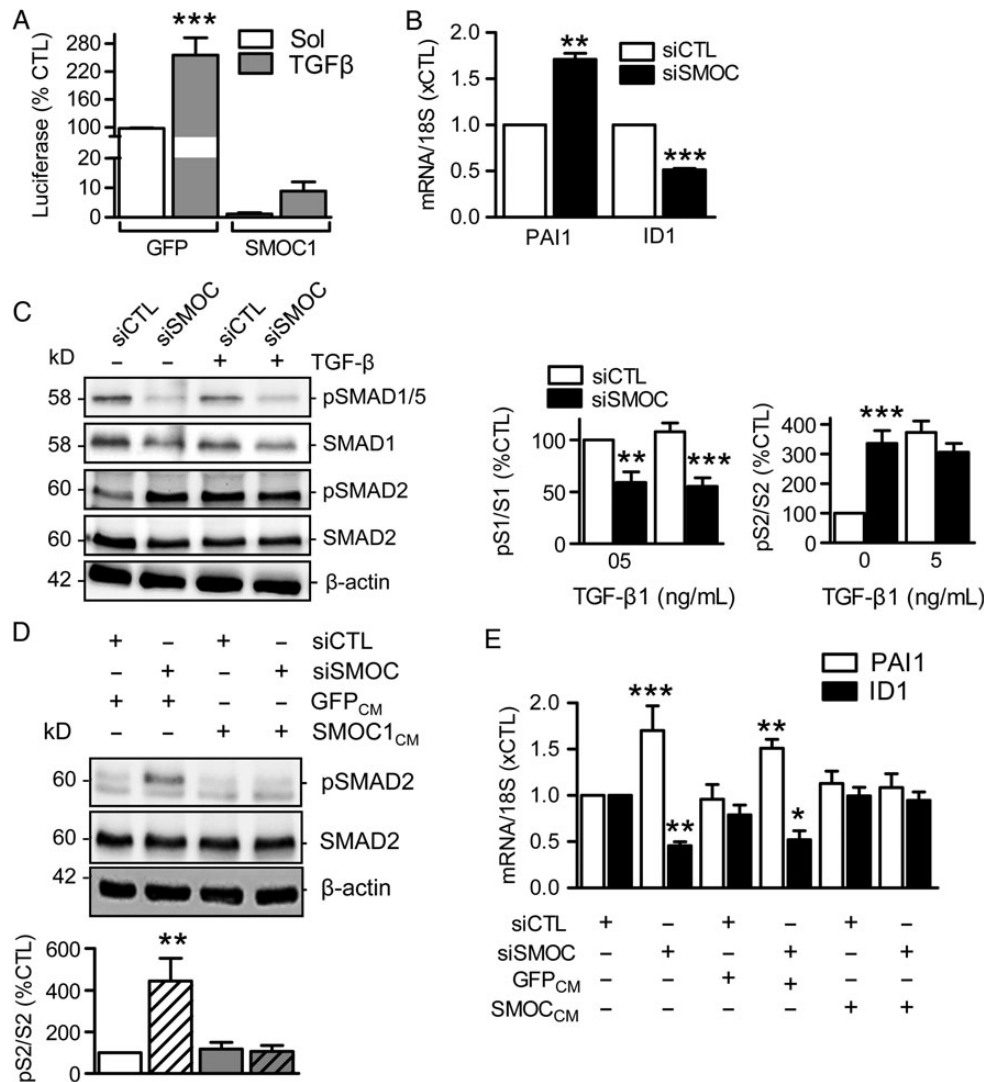 A
Luciferase (% CTL)
280
220
160
100
20
10
0
***
Sol
TGFβ
GFP
SMOC1
B
mRNA/18S (xCTL)
2.0
1.5
1.0
0.5
0.0
**
***
siCTL
siSMOC
PAI1
ID1
C
siCTL
siSMOC
siCTL
siSMOC
kD
– – + + TGF-β
58 pSMAD1/5
58 SMAD1
60 pSMAD2
60 SMAD2
42 β-actin
siCTL
siSMOC
pS1/S1 (%CTL)
100
50
0
**
***
05
TGF-β1 (ng/mL)
pS2/S2 (%CTL)
400
300
200
100
0
***
0 5
TGF-β1 (ng/mL)
D
+ – + – siCTL
– + – + siSMOC
+ + – – GFPCM
kD – – + + SMOC1CM
60 pSMAD2
60 SMAD2
42 β-actin
pS2/S2 (%CTL)
600
400
200
0
**
E
PAI1
ID1
mRNA/18S (xCTL)
2.0
1.5
1.0
0.5
0.0
***
**
**
*
siCTL + – + – + –
siSMOC – + – + – +
GFPCM – – + + – –
SMOCCM – – – – + +